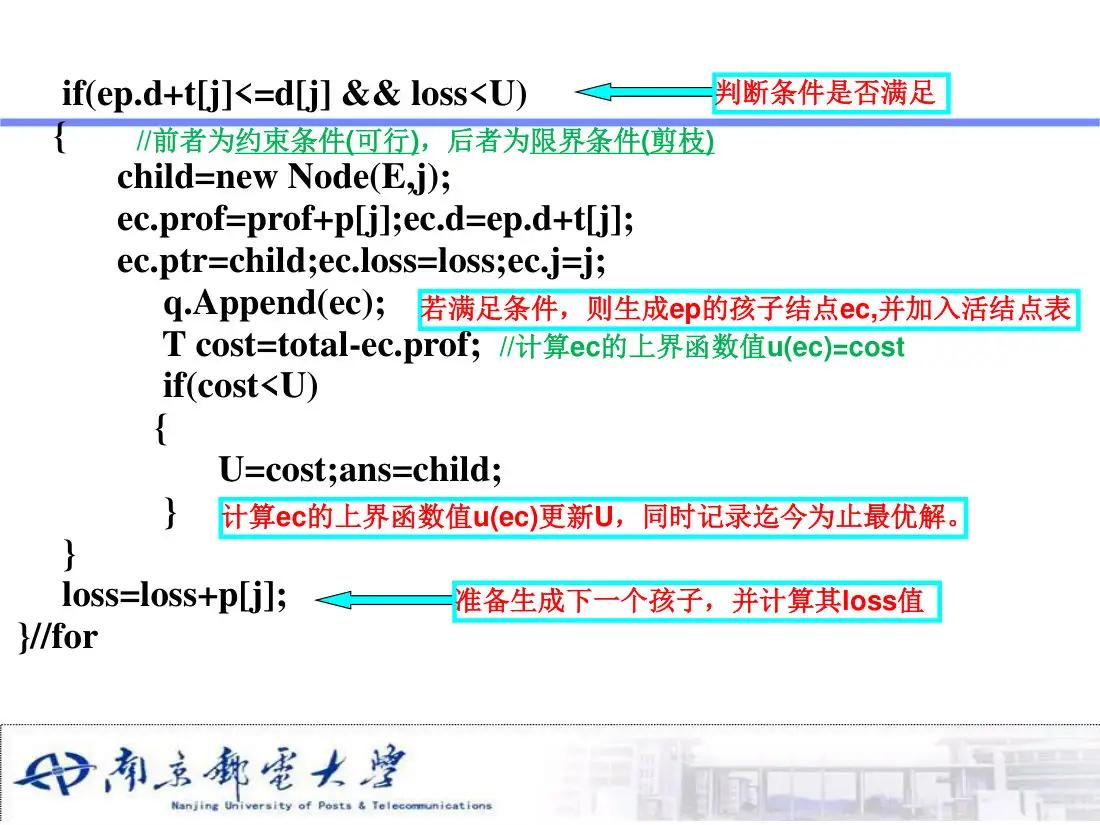 if(ep.d+t[j]<=d[j] && loss<U)
判断条件是否满足
{ //前者为约束条件(可行)，后者为限界条件(剪枝)
child=new Node(E,j);
ec.prof=prof+p[j];ec.d=ep.d+t[j];
ec.ptr=child;ec.loss=loss;ec.j=j;
q.Append(ec);
若满足条件，则生成ep的孩子结点ec,并加入活结点表
T cost=total-ec.prof; //计算ec的上界函数值u(ec)=cost
if(cost<U)
{
U=cost;ans=child;
}
计算ec的上界函数值u(ec)更新U，同时记录迄今为止最优解。
}
loss=loss+p[j];
准备生成下一个孩子，并计算其loss值
}//for
南京邮電大学
Nanjing University of Posts & Telecommunications